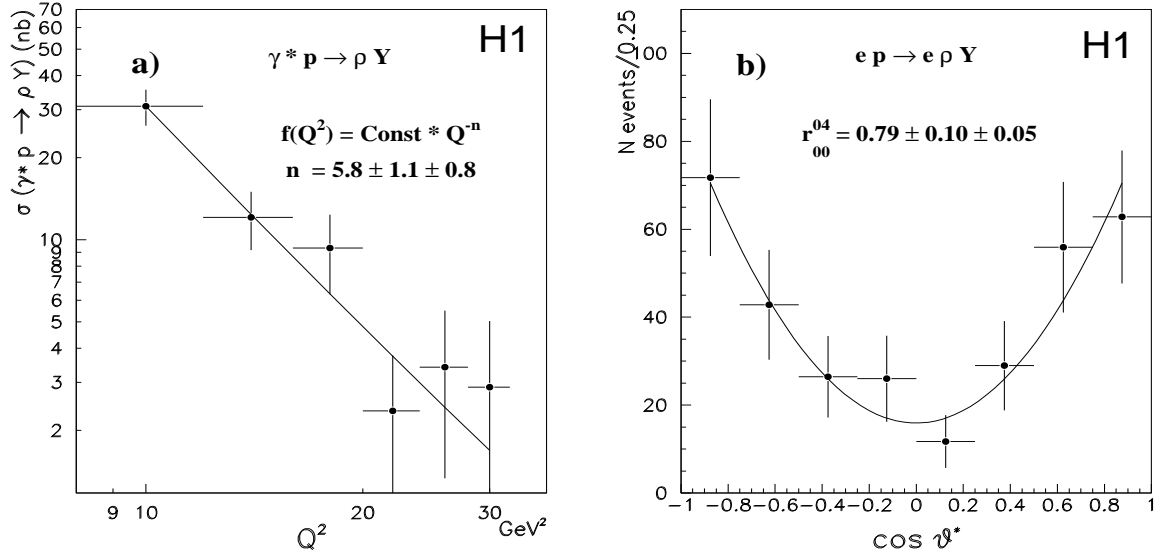 σ (γ* p → ρ Y) (nb)
70
60
50
40
30
20
10
9
8
7
6
5
4
3
2
a)
γ * p → ρ Y
H1
f(Q²) = Const * Q⁻ⁿ
n = 5.8 ± 1.1 ± 0.8
9 10 20 30
Q²
GeV²
N events/0.25
100
80
60
40
20
0
b)
e p → e ρ Y
H1
r⁰⁴₀₀ = 0.79 ± 0.10 ± 0.05
−1 −0.8 −0.6 −0.4 −0.2 0 0.2 0.4 0.6 0.8 1
cos ϑ*